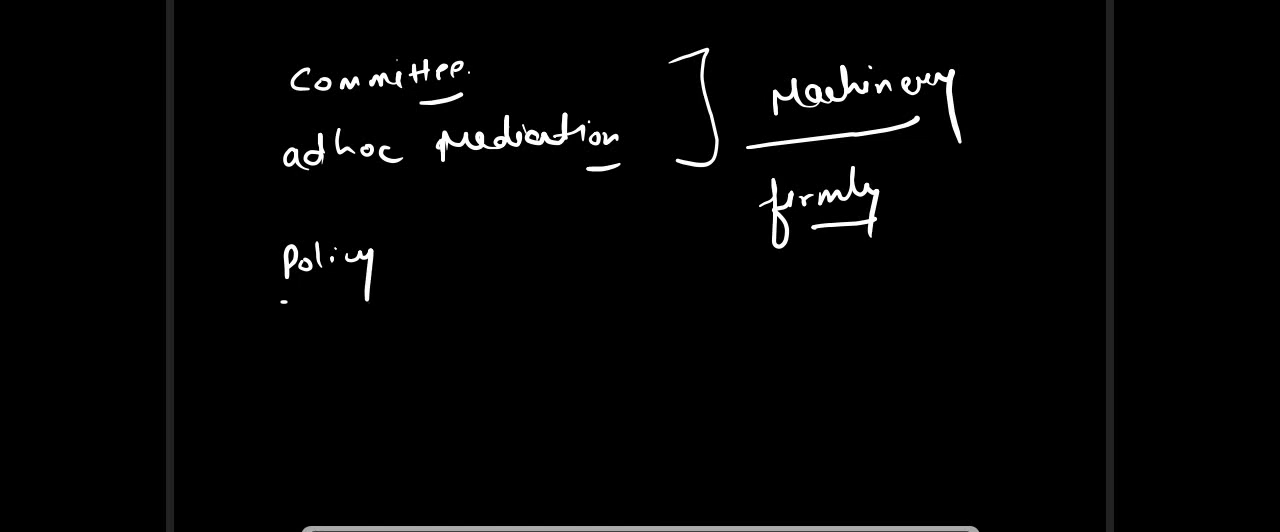 Committee.
adhoc Mediation
Machinery
firmly
Policy